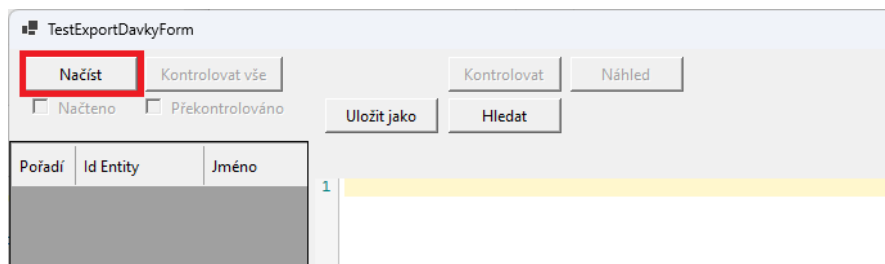 TestExportDavkyForm
Načíst Kontrolovat vše Kontrolovat Náhled
Načteno Překontrolováno
Uložit jako Hledat
Pořadí Id Entity Jméno
1